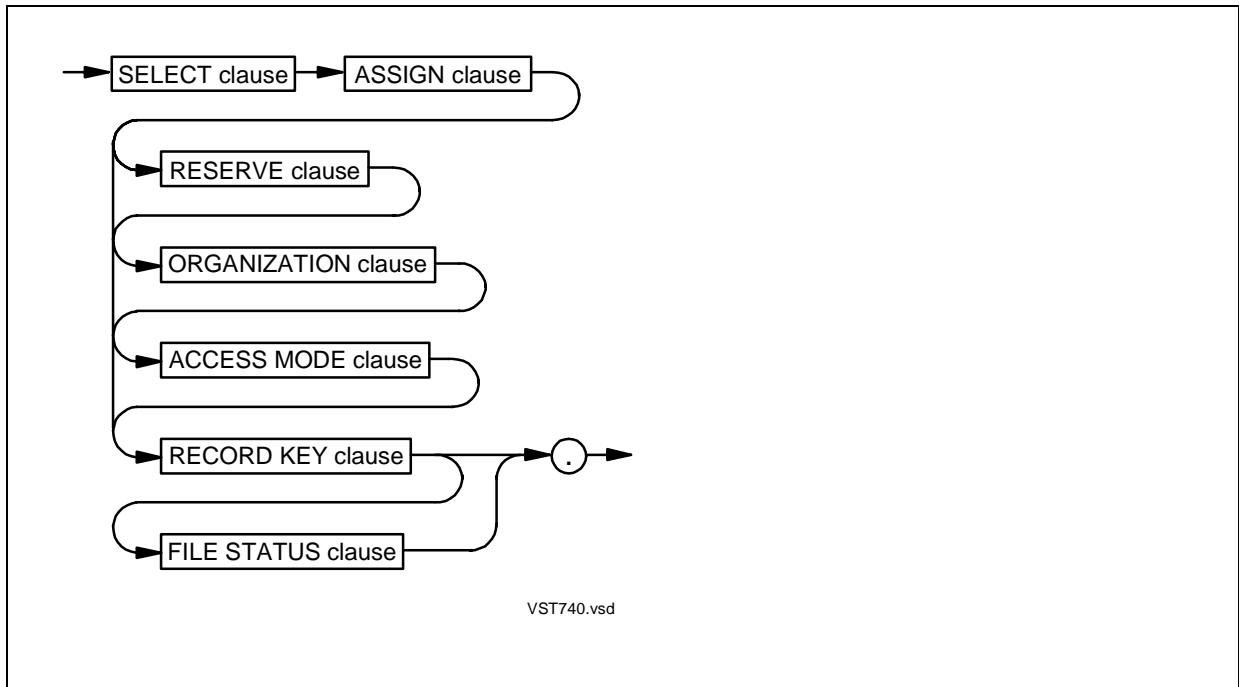 SELECT clause
ASSIGN clause
RESERVE clause
ORGANIZATION clause
ACCESS MODE clause
RECORD KEY clause
.
FILE STATUS clause
VST740.vsd